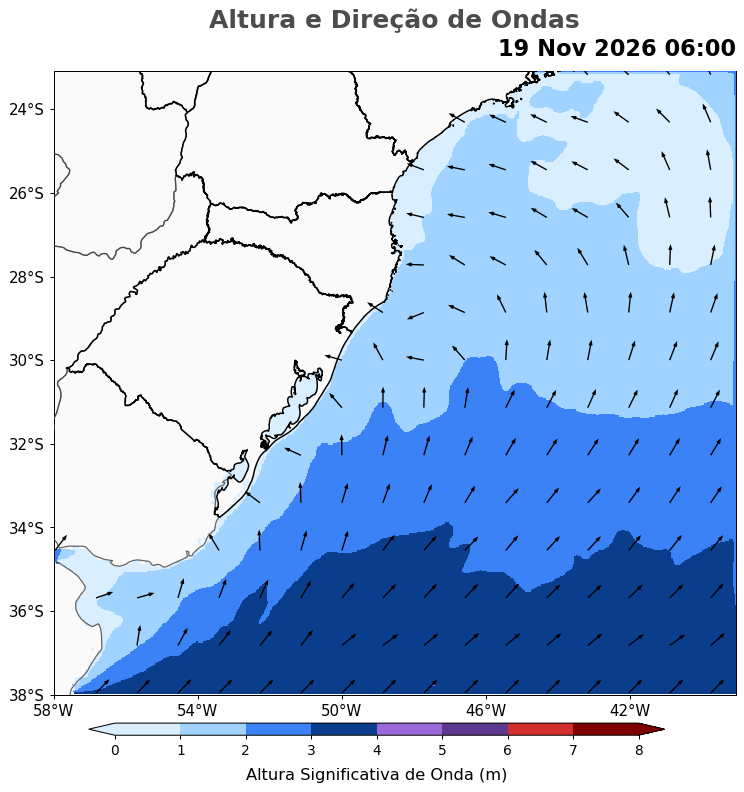 Altura e Direção de Ondas
19 Nov 2026 06:00
24°S
26°S
28°S
30°S
32°S
34°S
36°S
38°S
58°W 54°W 50°W 46°W 42°W
0 1 2 3 4 5 6 7 8
Altura Significativa de Onda (m)